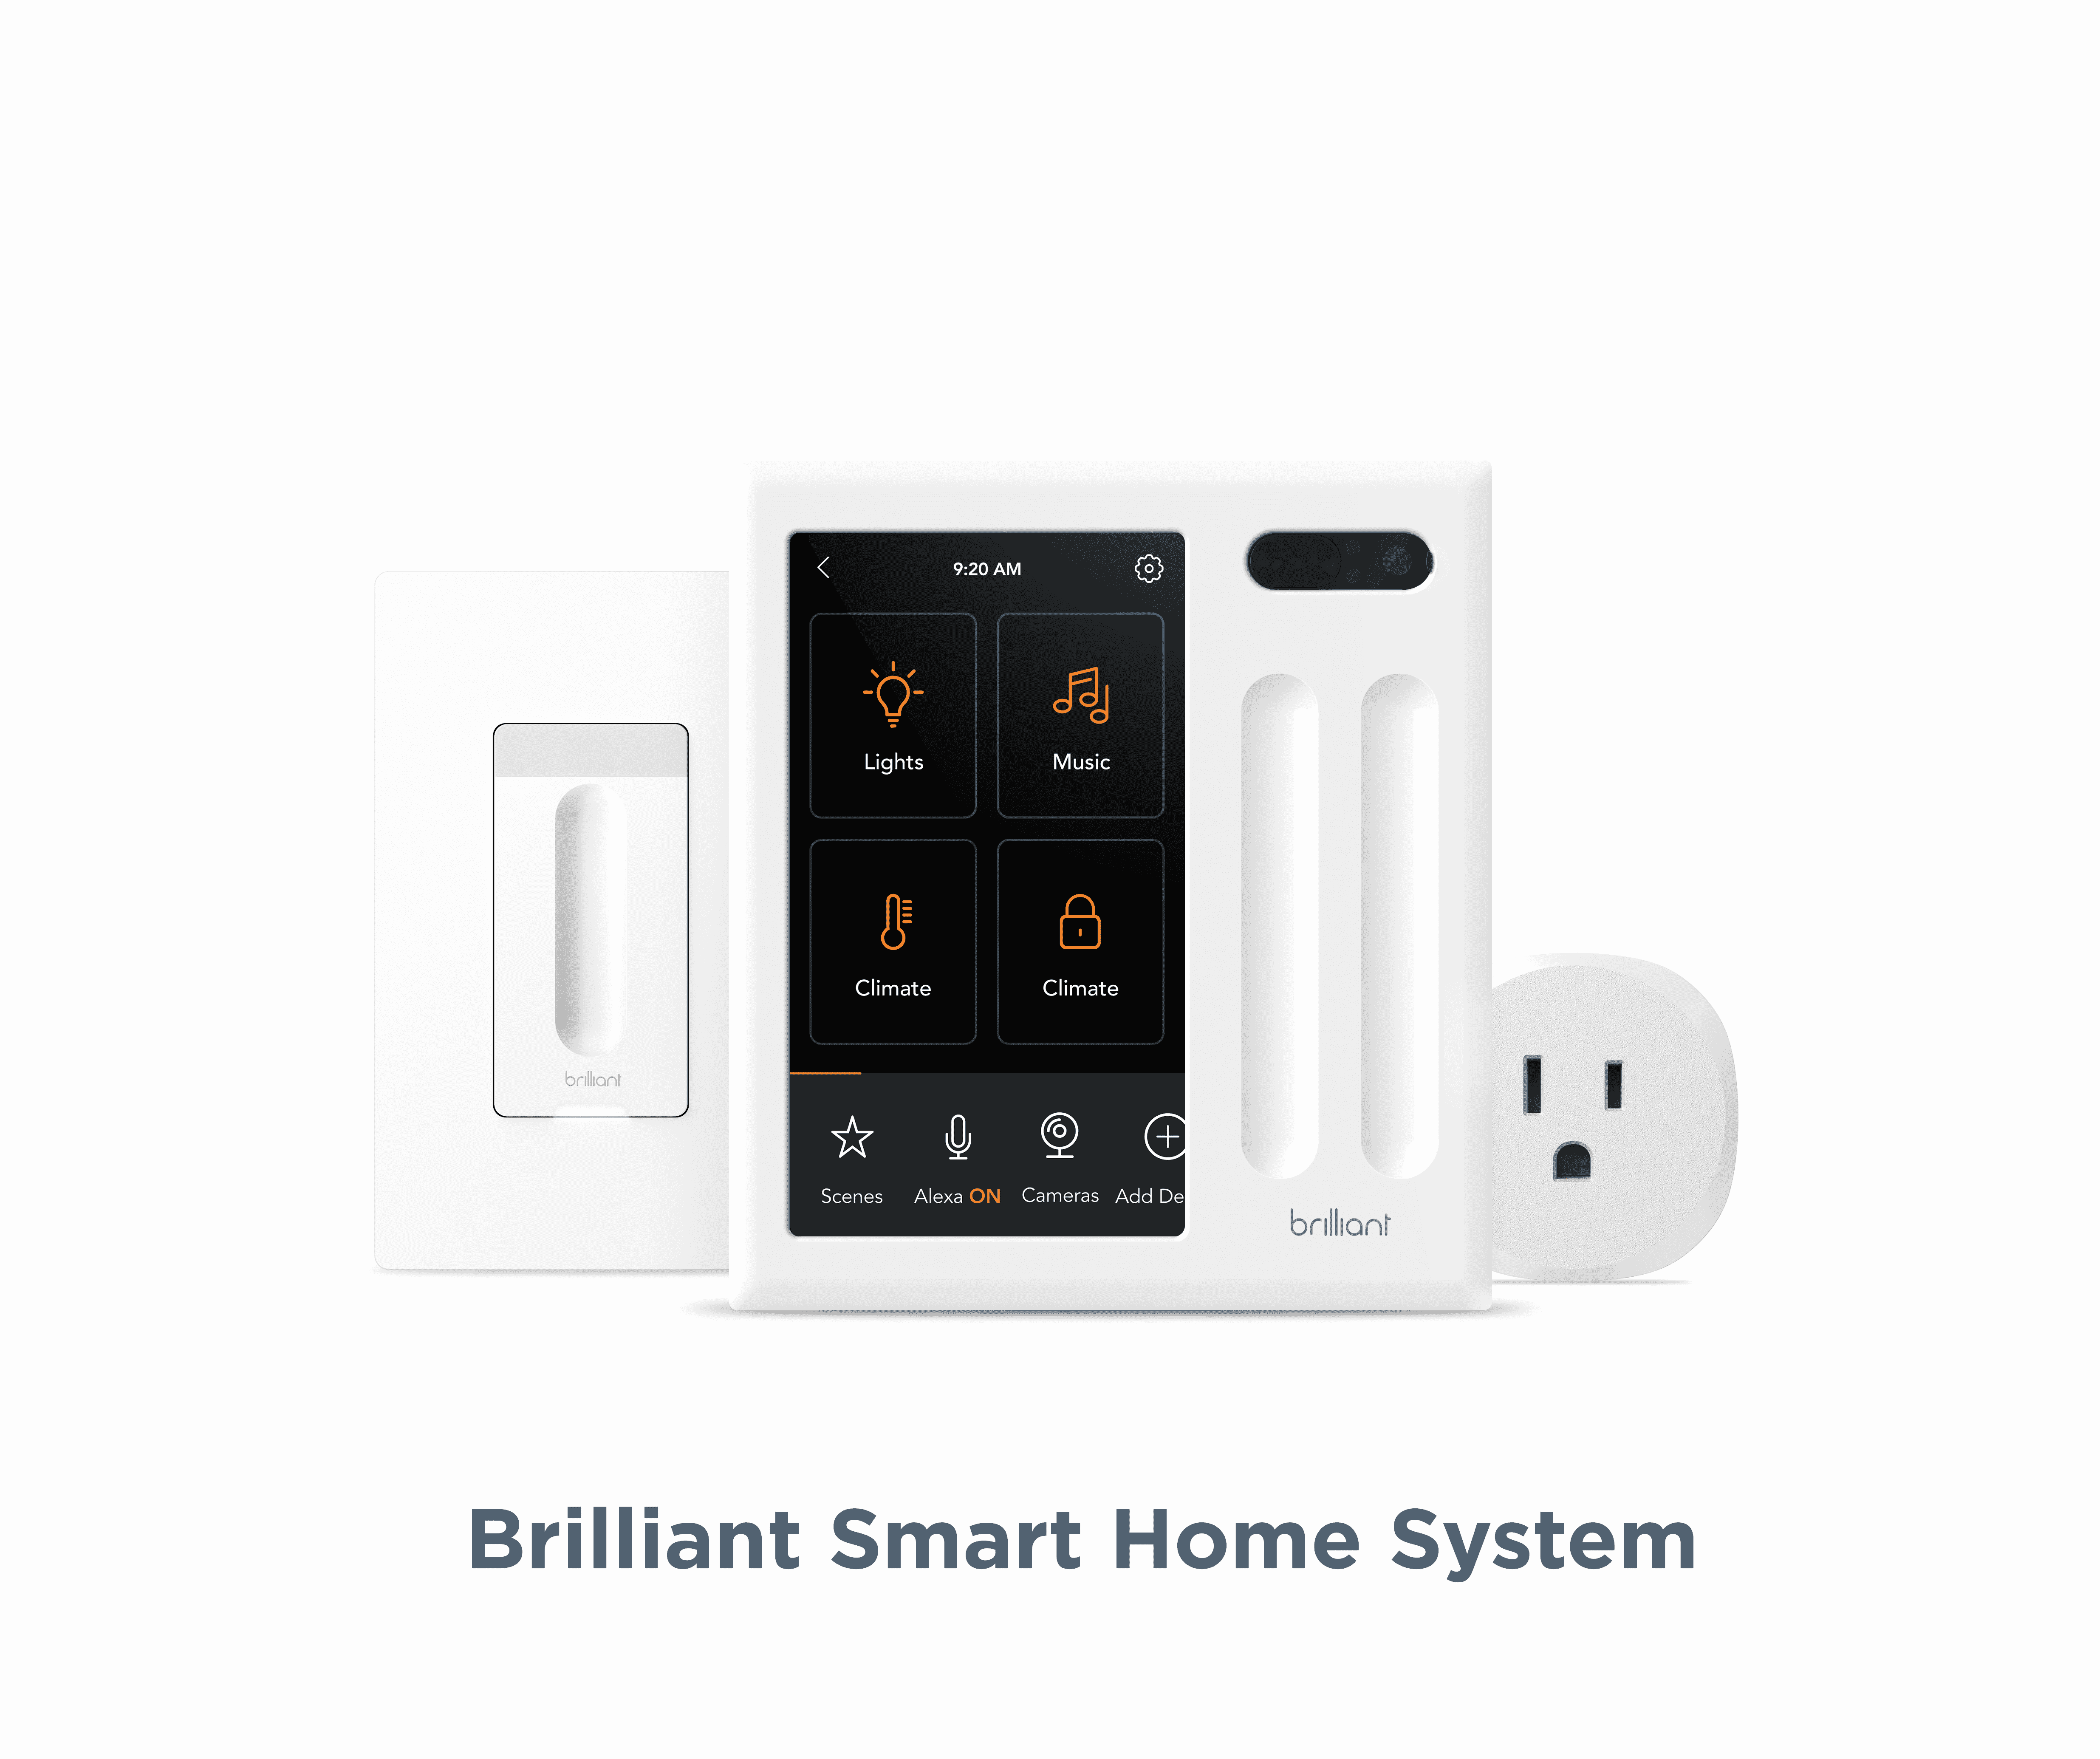 9:20 AM
Lights
Music
Climate
Climate
Scenes
Alexa ON
Cameras
Add De
brilliant
brilliant
Brilliant Smart Home System